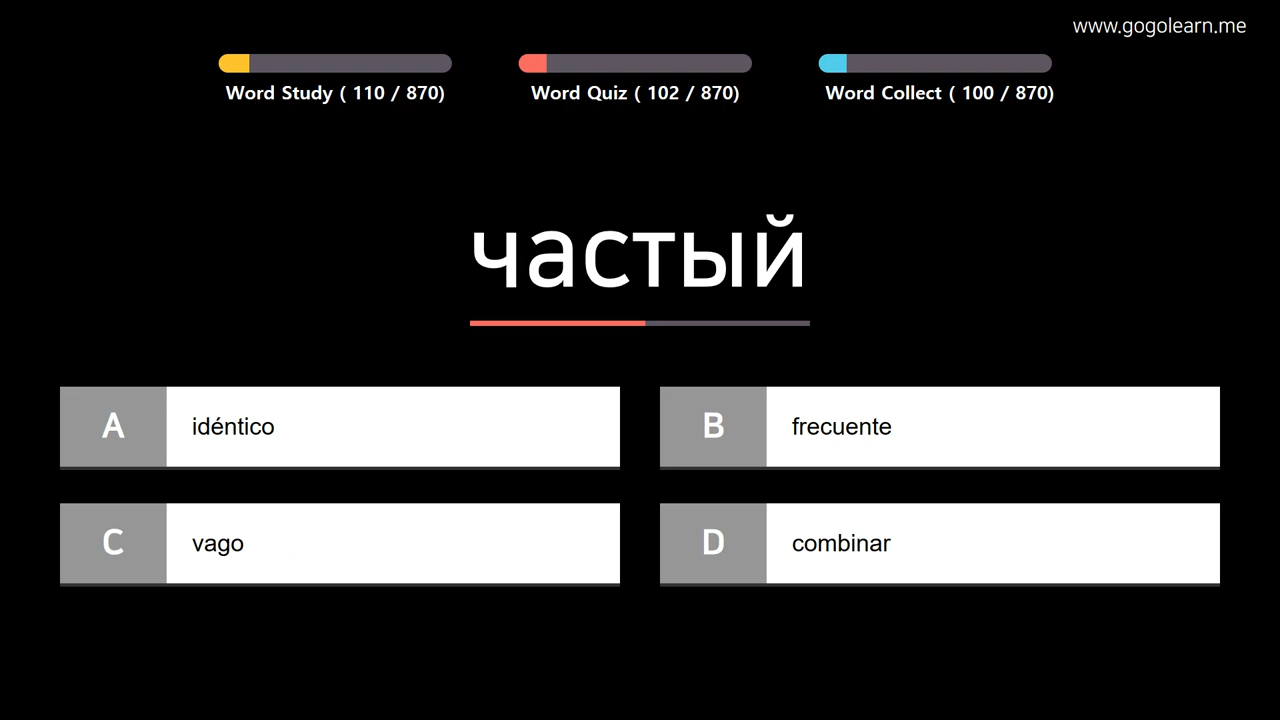 www.gogolearn.me
Word Study ( 110 / 870)
Word Quiz ( 102 / 870)
Word Collect ( 100 / 870)
частый
A idéntico
B frecuente
C vago
D combinar